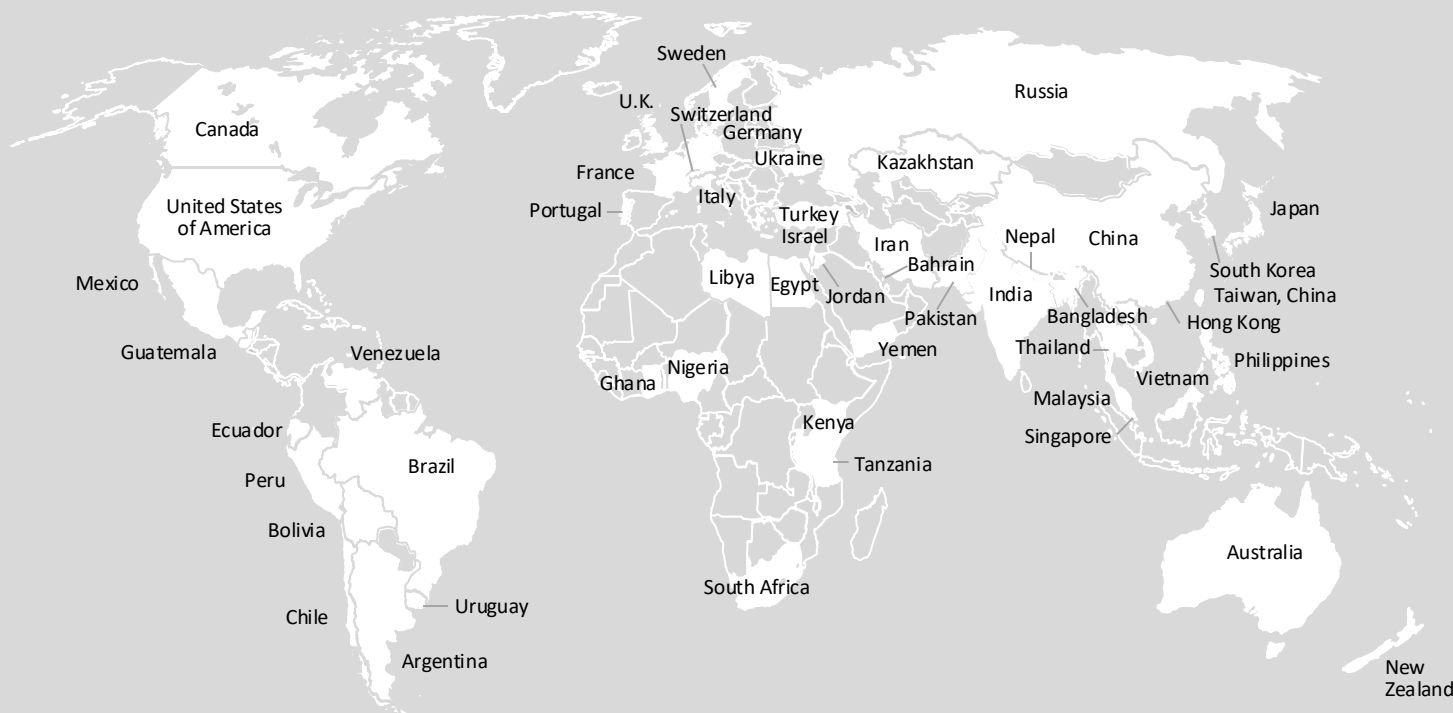 Sweden
Russia
U.K.
Switzerland
Canada
Germany
Ukraine
Kazakhstan
France
Italy
United States
of America
Portugal
Turkey
Japan
Israel
Iran
Nepal
China
Bahrain
South Korea
Mexico
Libya
Egypt
Jordan
India
Taiwan, China
Pakistan
Bangladesh
Hong Kong
Guatemala
Venezuela
Yemen
Thailand
Philippines
Ghana
Nigeria
Vietnam
Malaysia
Ecuador
Kenya
Singapore
Brazil
Tanzania
Peru
Bolivia
Australia
South Africa
Chile
Uruguay
Argentina
New
Zealand